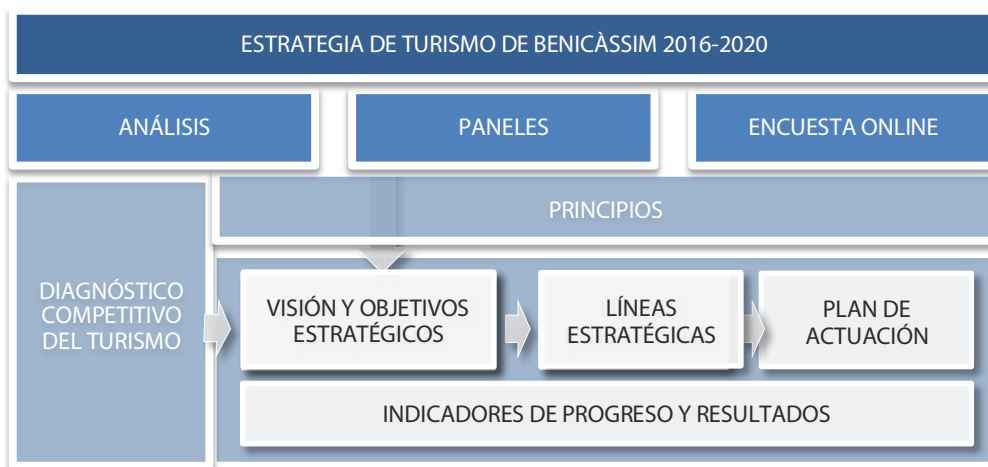 ESTRATEGIA DE TURISMO DE BENICÀSSIM 2016-2020
ANÁLISIS
PANELES
ENCUESTA ONLINE
PRINCIPIOS
DIAGNÓSTICO
COMPETITIVO
DEL TURISMO
VISIÓN Y OBJETIVOS
ESTRATÉGICOS
LÍNEAS
ESTRATÉGICAS
PLAN DE
ACTUACIÓN
INDICADORES DE PROGRESO Y RESULTADOS